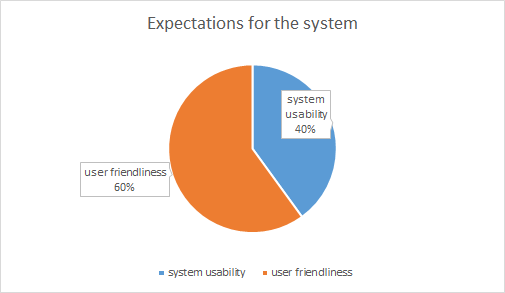 Expectations for the system
system
usability
40%
user friendliness
60%
system usability
user friendliness